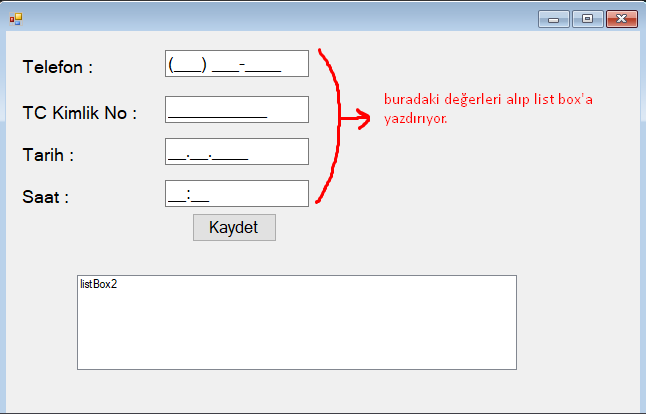 Telefon : (___) ___-____
TC Kimlik No : ___________
Tarih : __.__.____
Saat : __:__
Kaydet
buradaki değerleri alıp list box'a
yazdırıyor.
listBox2